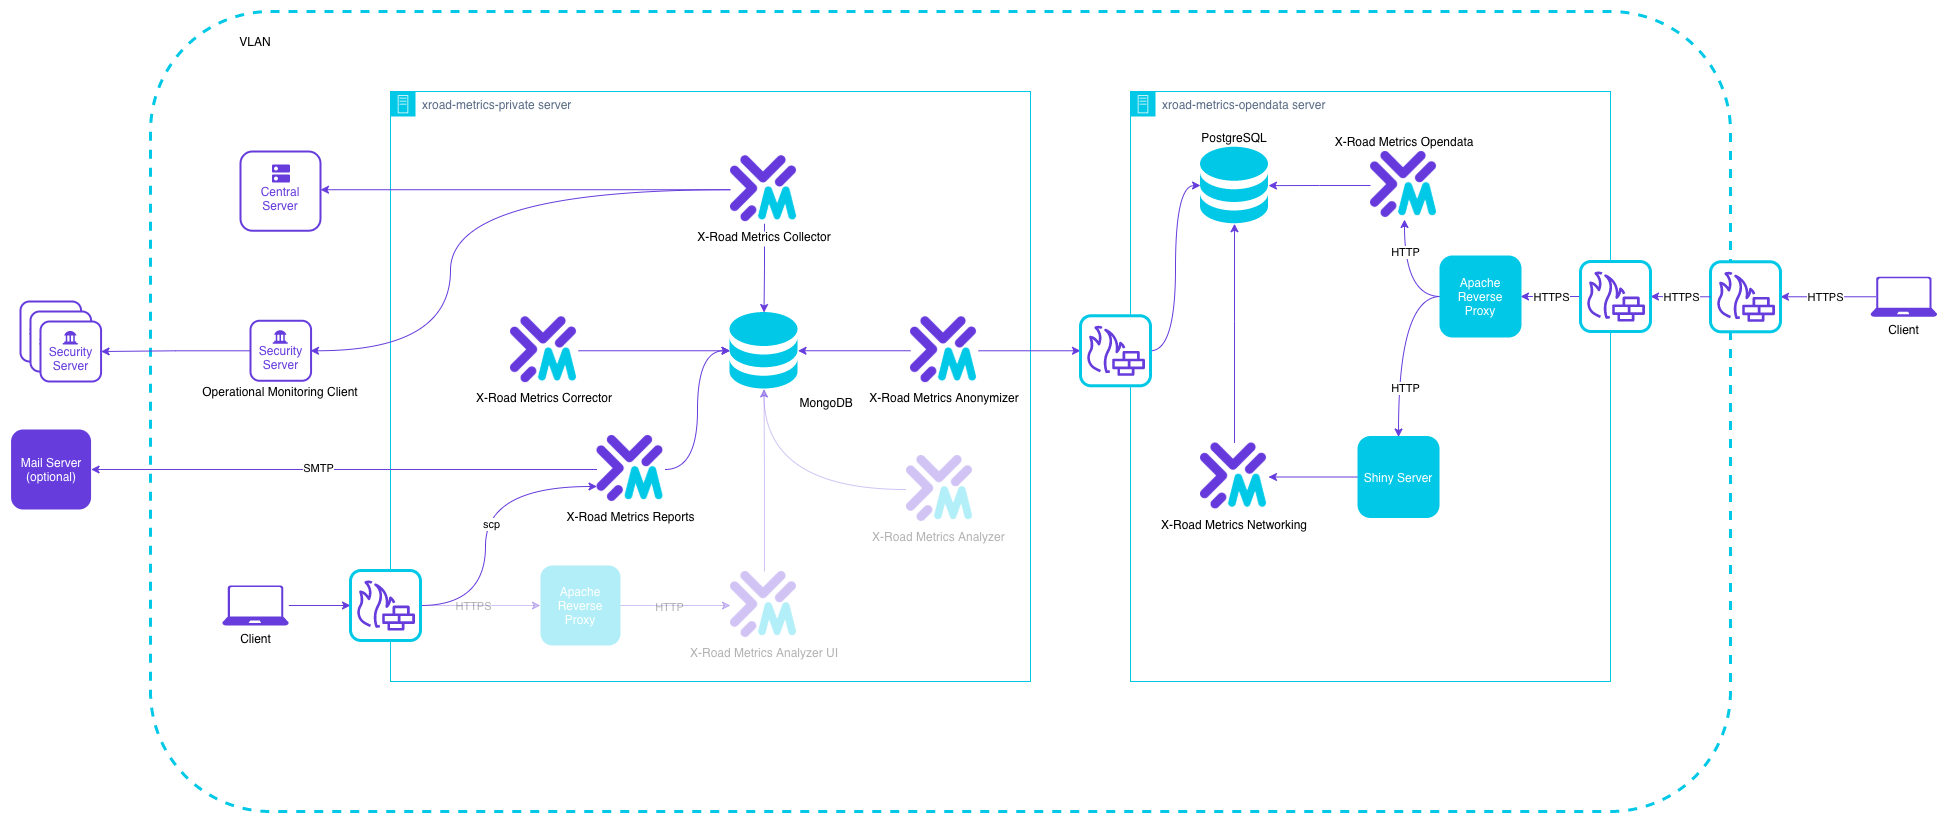 VLAN
xroad-metrics-private server
xroad-metrics-opendata server
PostgreSQL
X-Road Metrics Opendata
Central
Server
X-Road Metrics Collector
HTTP
Apache
Reverse
Proxy
HTTPS
HTTPS
HTTPS
Client
Security
Server
Security
Server
Operational Monitoring Client
X-Road Metrics Corrector
MongoDB
X-Road Metrics Anonymizer
HTTP
Mail Server
(optional)
SMTP
X-Road Metrics Reports
scp
X-Road Metrics Analyzer
Shiny Server
X-Road Metrics Networking
Client
HTTPS
Apache
Reverse
Proxy
HTTP
X-Road Metrics Analyzer UI